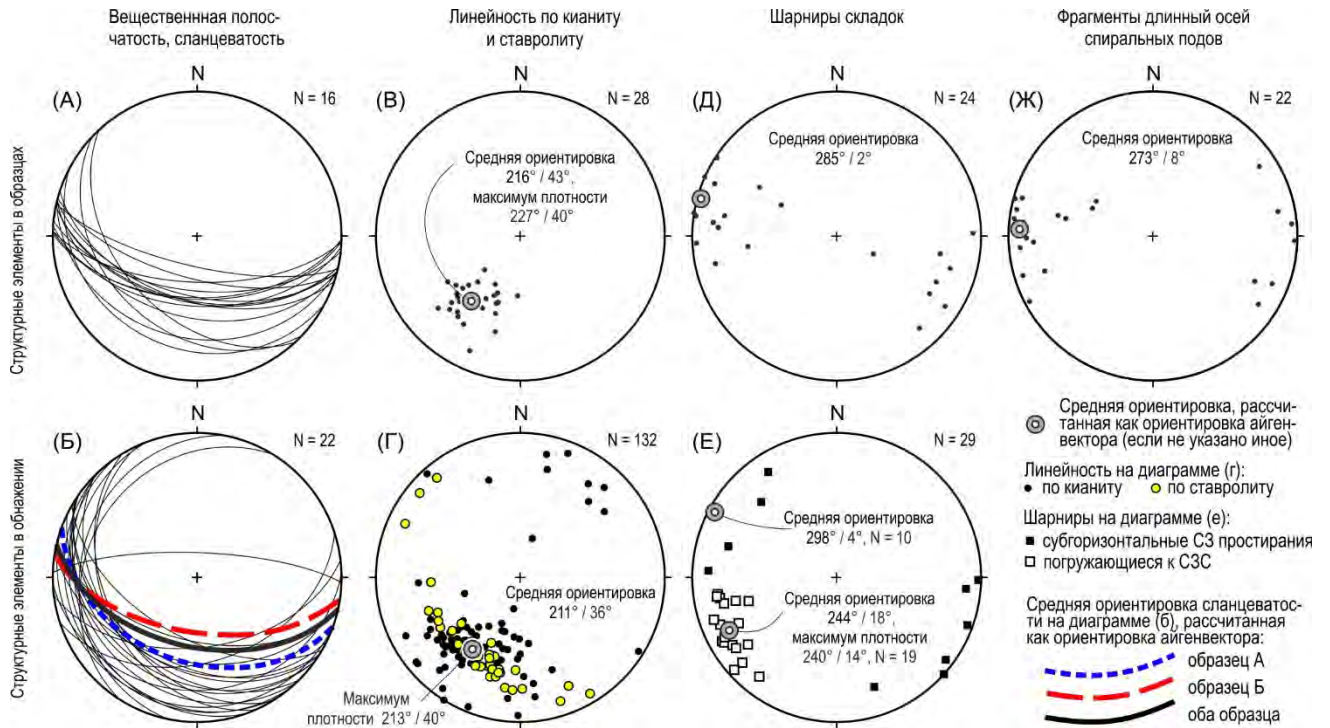 Вещественнная полос-
чатость, сланцеватость
Линейность по кианиту
и ставролиту
Шарниры складок
Фрагменты длинный осей
спиральных подов
Структурные элементы в образцах
(А)
N
N = 16
(В)
N
N = 28
Средняя ориентировка
216° / 43°,
максимум плотности
227° / 40°
(Д)
N
N = 24
Средняя ориентировка
285° / 2°
(Ж)
N
N = 22
Средняя ориентировка
273° / 8°
Структурные элементы в обнажении
(Б)
N
N = 22
(Г)
N
N = 132
Средняя ориентировка
211° / 36°
Максимум
плотности 213° / 40°
(Е)
N
N = 29
Средняя ориентировка
298° / 4°, N = 10
Средняя ориентировка
244° / 18°,
максимум плотности
240° / 14°, N = 19
Средняя ориентировка, рассчи-
танная как ориентировка айген-
вектора (если не указано иное)
Линейность на диаграмме (г):
по кианиту по ставролиту
Шарниры на диаграмме (е):
субгоризонтальные СЗ простирания
погружающиеся к СЗС
Средняя ориентировка сланцеватос-
ти на диаграмме (б), рассчитанная
как ориентировка айгенвектора:
образец А
образец Б
оба образца